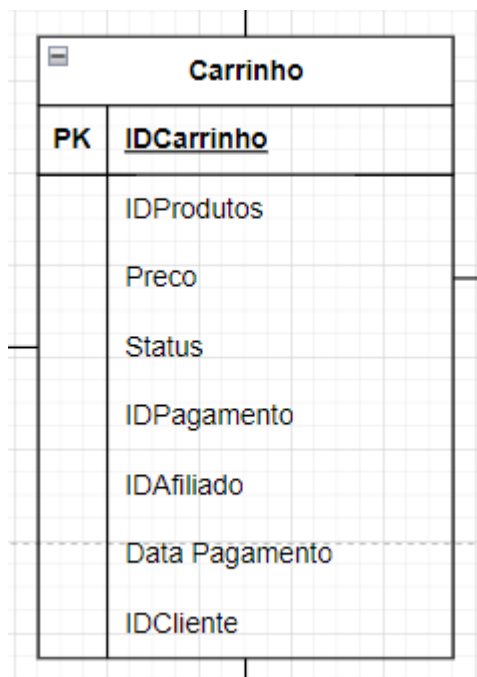 Carrinho
PK IDCarrinho
IDProdutos
Preco
Status
IDPagamento
IDAfiliado
Data Pagamento
IDCliente